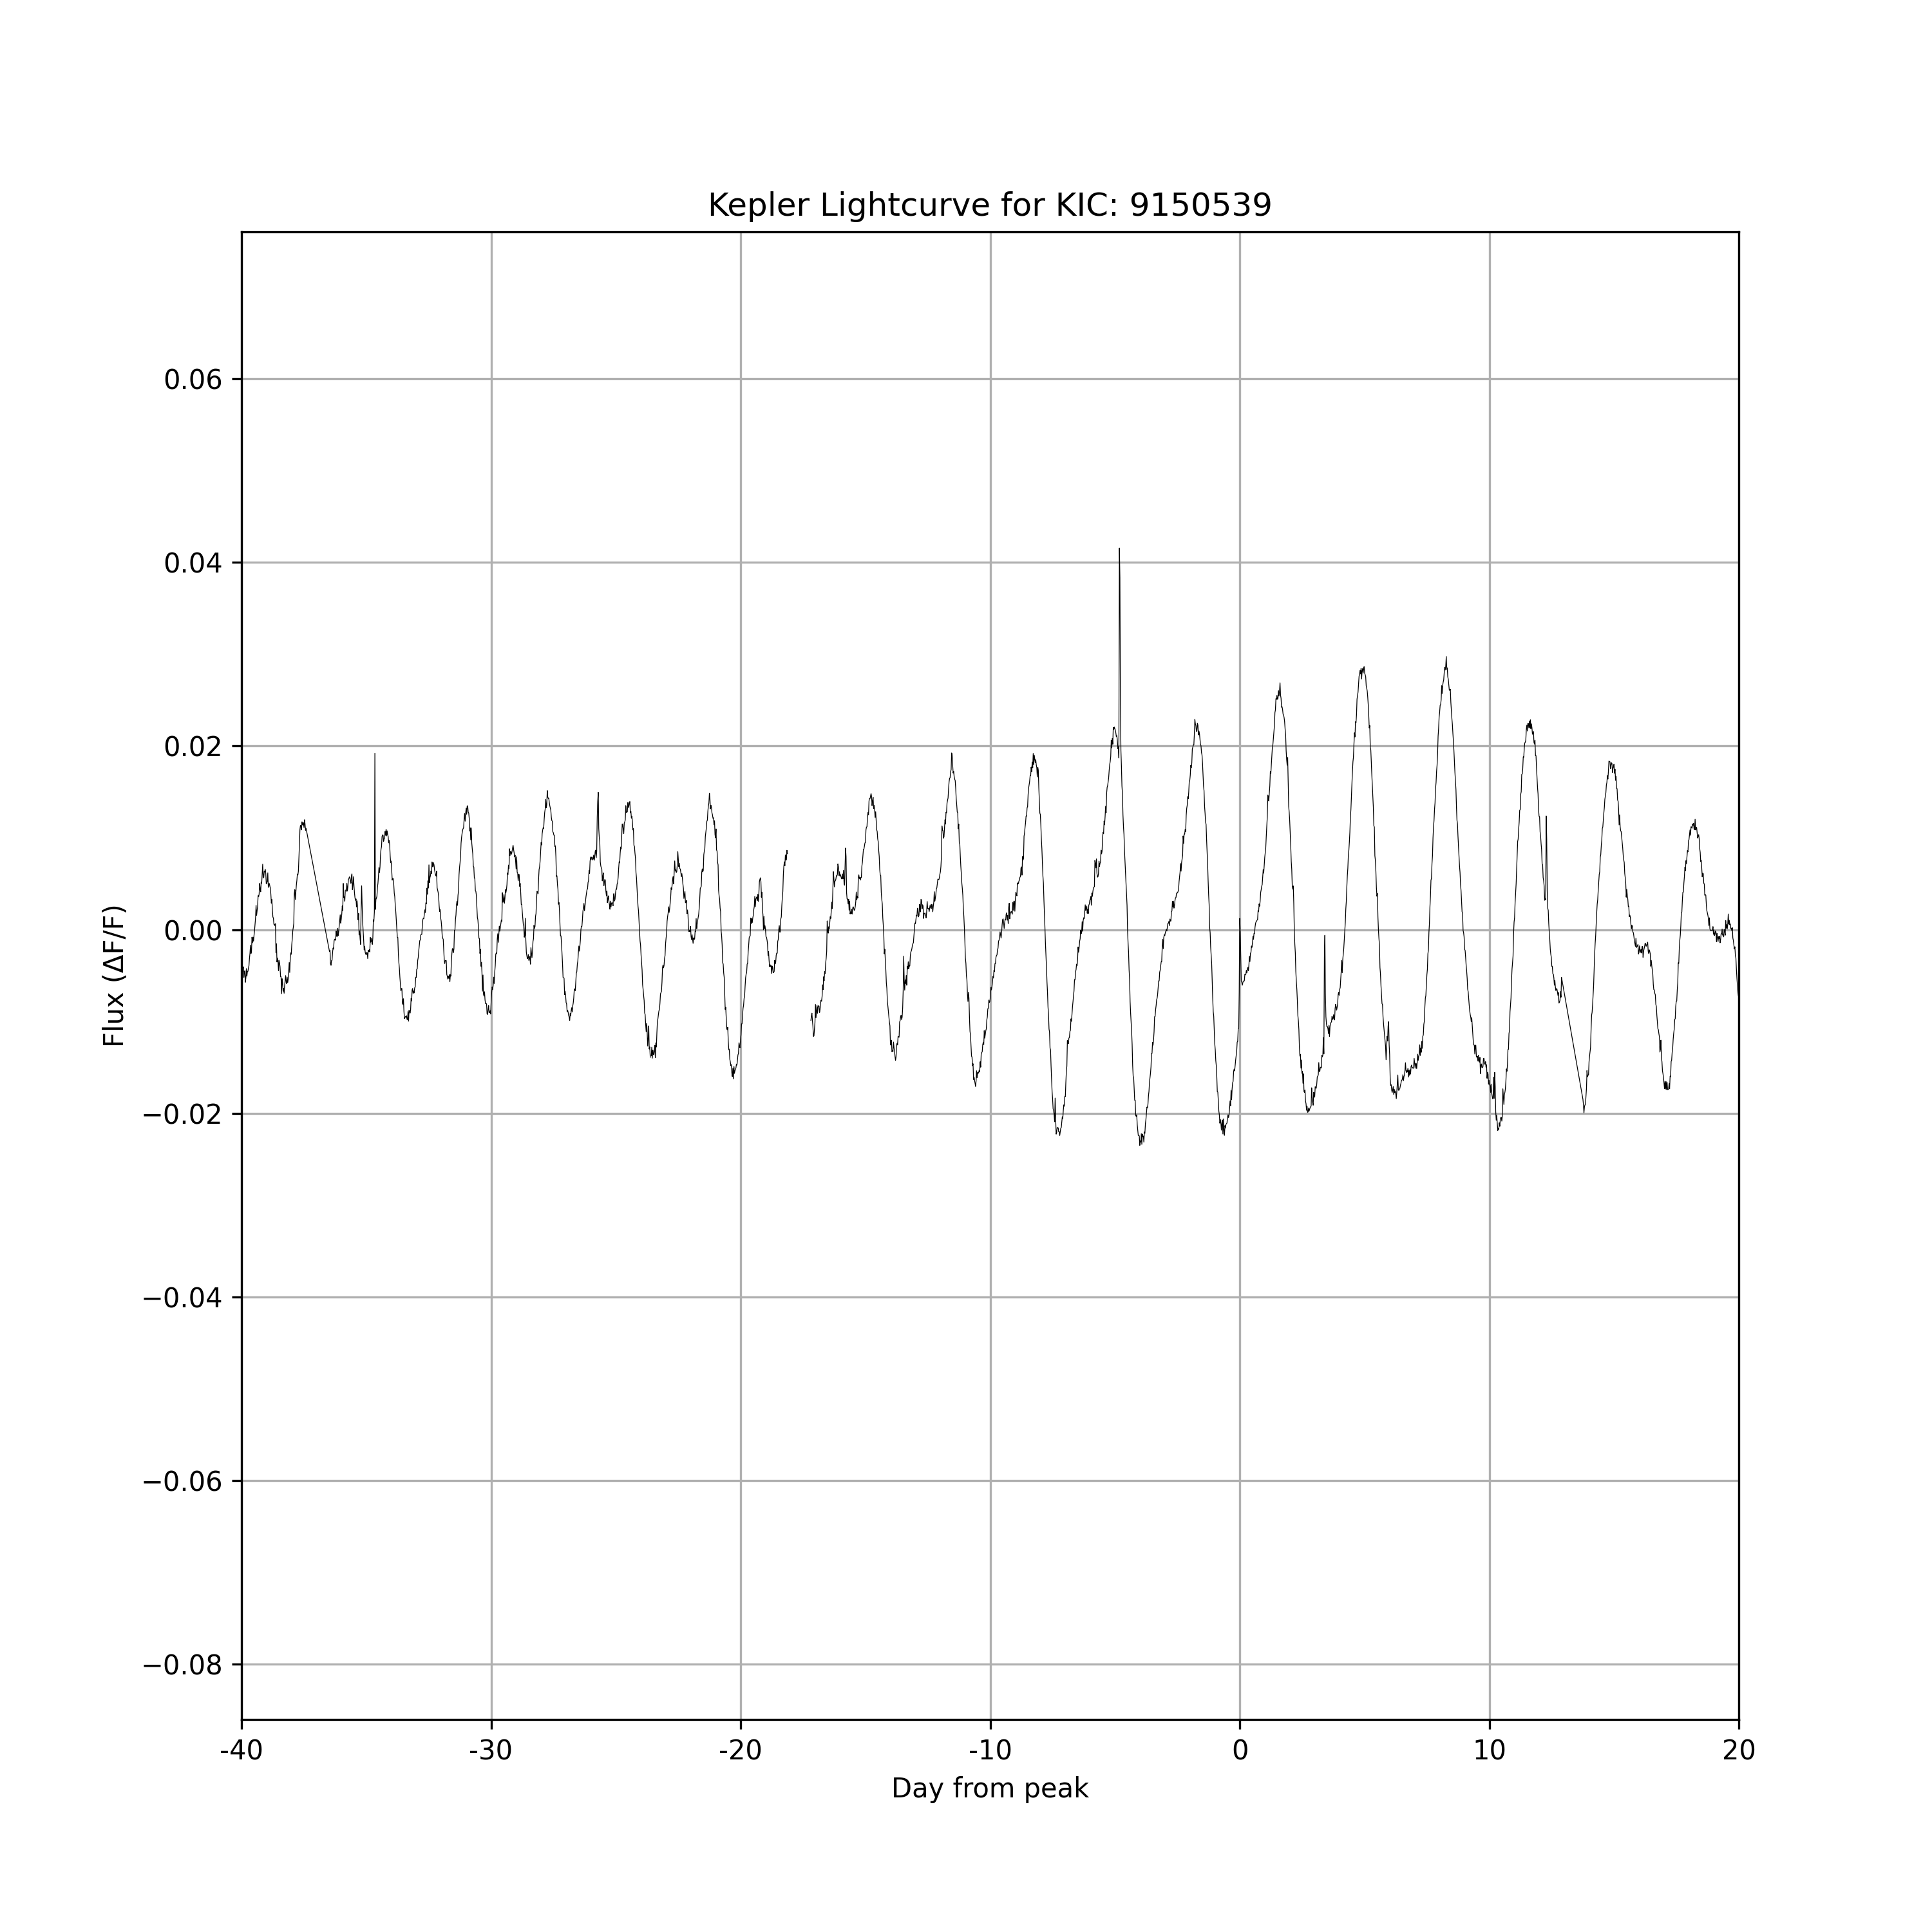 Kepler Lightcurve for KIC: 9150539
0.06
0.04
0.02
0.00
−0.02
−0.04
−0.06
−0.08
Flux (ΔF/F)
-40 -30 -20 -10 0 10 20
Day from peak